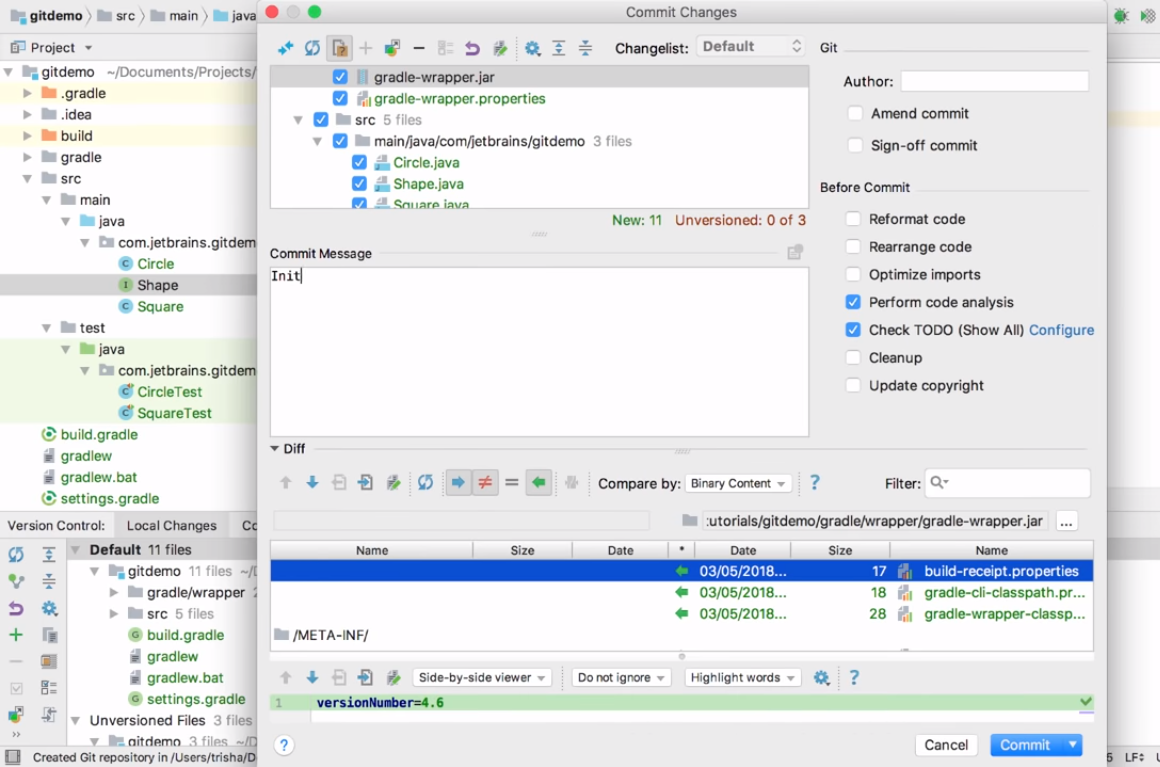 gitdemo src main java
Project
gitdemo ~/Documents/Projects/
.gradle
.idea
build
gradle
src
main
java
com.jetbrains.gitdem
Circle
Shape
Square
test
java
com.jetbrains.gitdem
CircleTest
SquareTest
build.gradle
gradlew
gradlew.bat
settings.gradle
Version Control: Local Changes Co
Default 11 files
gitdemo 11 files
gradle/wrapper 2
src 5 files
build.gradle
gradlew
gradlew.bat
settings.gradle
Unversioned Files 3 files
gitdemo 3 files
Created Git repository in /Users/trisha/D
Commit Changes
Changelist: Default
gradle-wrapper.jar
gradle-wrapper.properties
src 5 files
main/java/com/jetbrains/gitdemo 3 files
Circle.java
Shape.java
Square.java
New: 11 Unversioned: 0 of 3
Commit Message
Init
Git
Author:
Amend commit
Sign-off commit
Before Commit
Reformat code
Rearrange code
Optimize imports
Perform code analysis
Check TODO (Show All) Configure
Cleanup
Update copyright
Diff
Compare by: Binary Content ? Filter:
:utorials/gitdemo/gradle/wrapper/gradle-wrapper.jar ...
Name Size Date * Date Size Name
03/05/2018... 17 build-receipt.properties
03/05/2018... 18 gradle-cli-classpath.pr...
03/05/2018... 28 gradle-wrapper-classp...
/META-INF/
Side-by-side viewer Do not ignore Highlight words ?
1 versionNumber=4.6
? Cancel Commit
5 LF